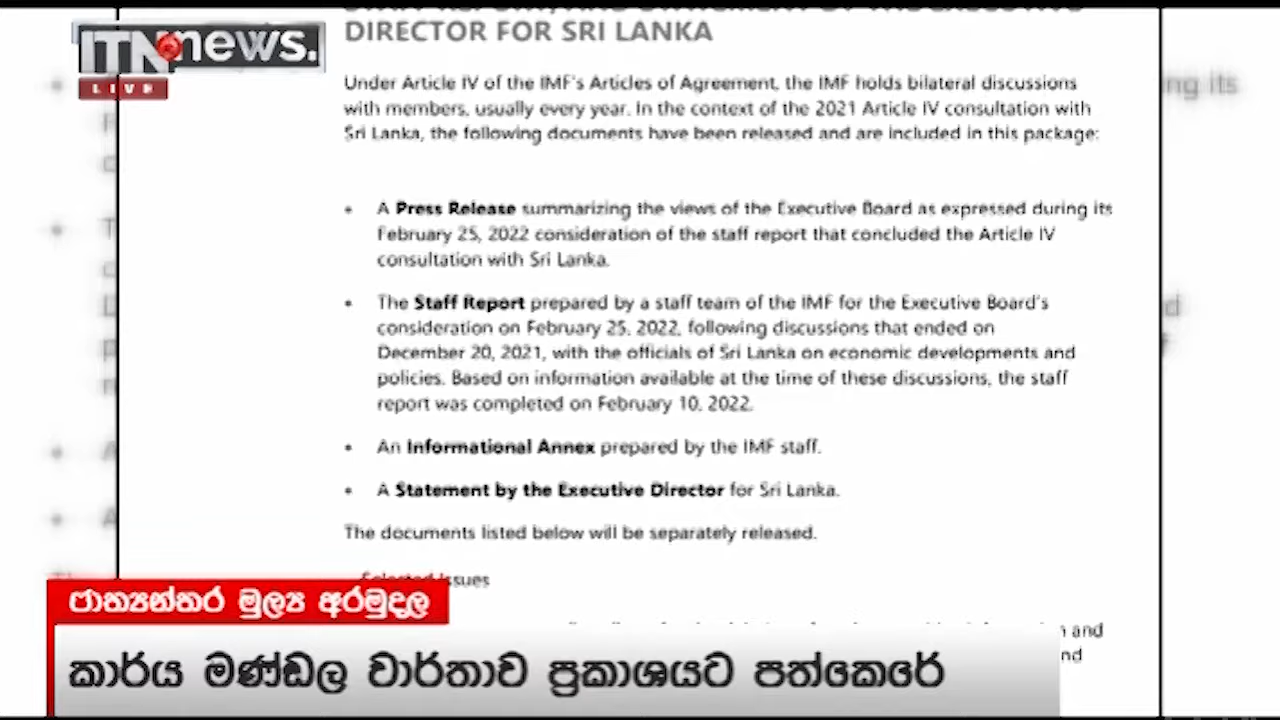 ITN news.
LIVE
DIRECTOR FOR SRI LANKA
Under Article IV of the IMF's Articles of Agreement, the IMF holds bilateral discussions
with members, usually every year. In the context of the 2021 Article IV consultation with
Sri Lanka, the following documents have been released and are included in this package:
• A Press Release summarizing the views of the Executive Board as expressed during its
February 25, 2022 consideration of the staff report that concluded the Article IV
consultation with Sri Lanka.
• The Staff Report prepared by a staff team of the IMF for the Executive Board's
consideration on February 25, 2022, following discussions that ended on
December 20, 2021, with the officials of Sri Lanka on economic developments and
policies. Based on information available at the time of these discussions, the staff
report was completed on February 10, 2022.
• An Informational Annex prepared by the IMF staff.
• A Statement by the Executive Director for Sri Lanka.
The documents listed below will be separately released.
Selected Issues
and
ජාත්‍යන්තර මූල්‍ය අරමුදල
කාර්ය මණ්ඩල වාර්තාව ප්‍රකාශයට පත්කෙරේ